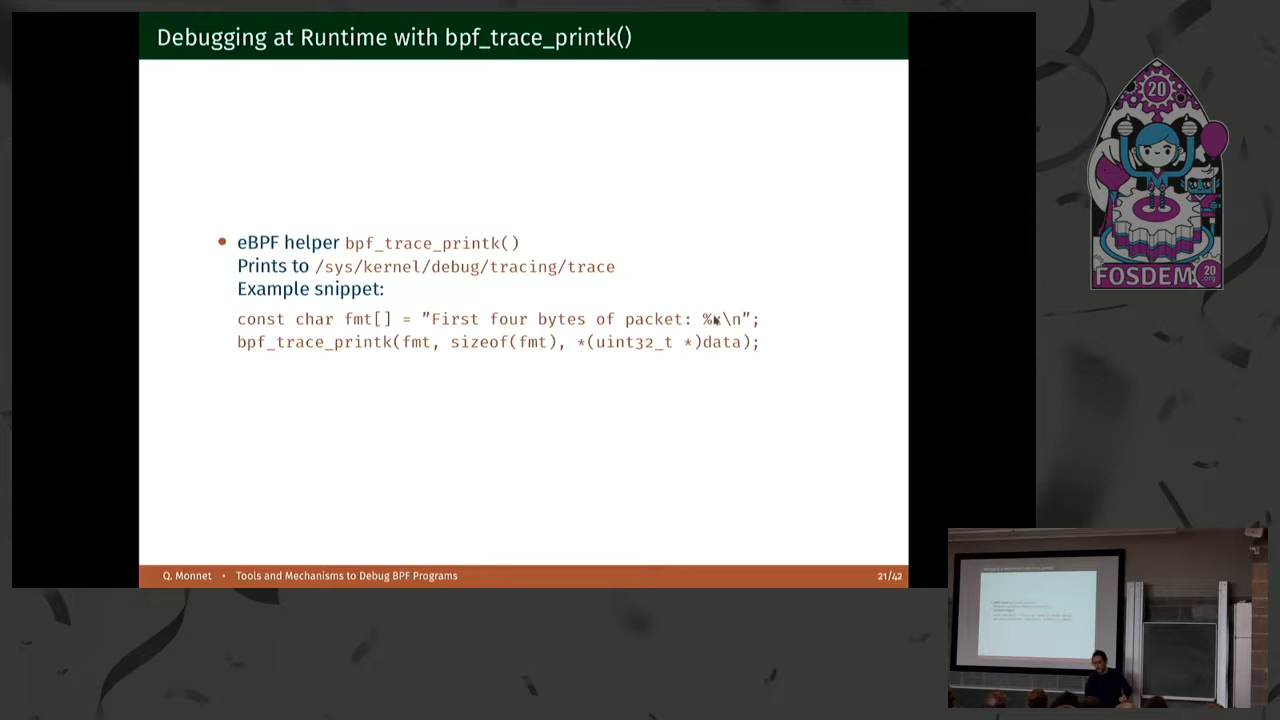 Debugging at Runtime with bpf_trace_printk()
• eBPF helper bpf_trace_printk()
Prints to /sys/kernel/debug/tracing/trace
Example snippet:
const char fmt[] = "First four bytes of packet: %x\n";
bpf_trace_printk(fmt, sizeof(fmt), *(uint32_t *)data);
Q. Monnet • Tools and Mechanisms to Debug BPF Programs
21/42
20
FOSDEM 20
.org